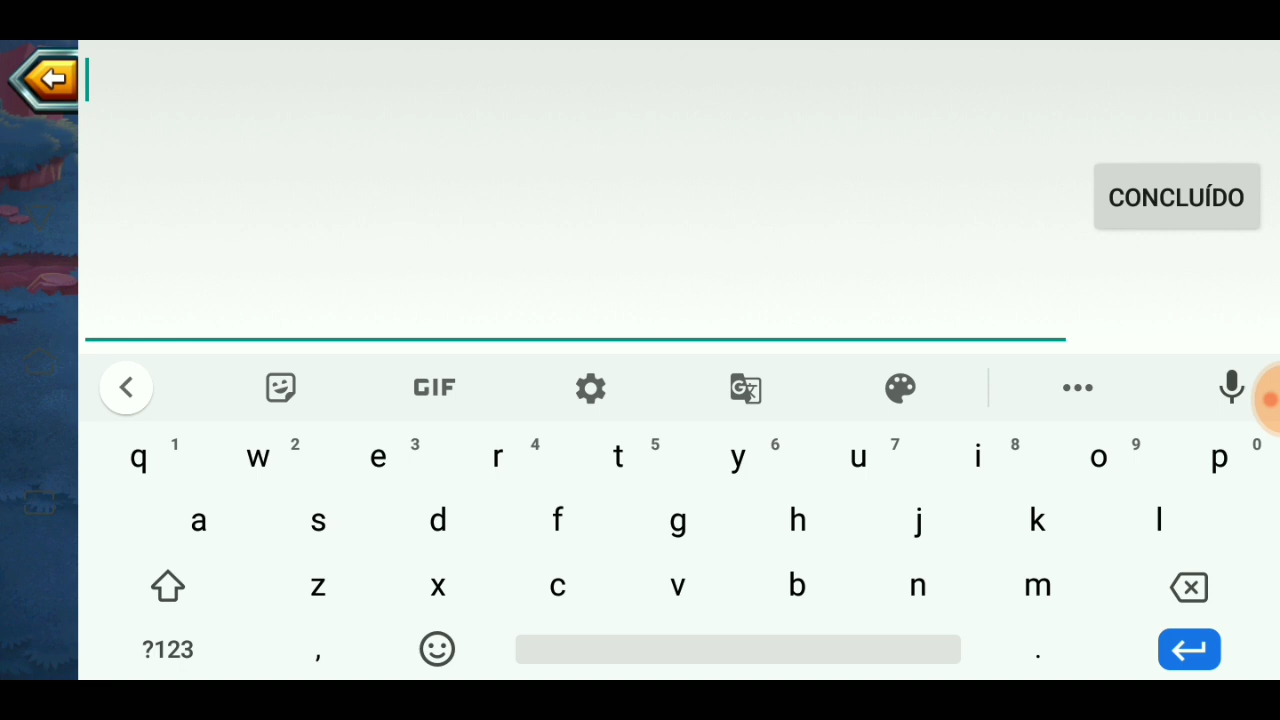 CONCLUÍDO
GIF
q 1 w 2 e 3 r 4 t 5 y 6 u 7 i 8 o 9 p 0
a s d f g h j k l
z x c v b n m
?123 , .